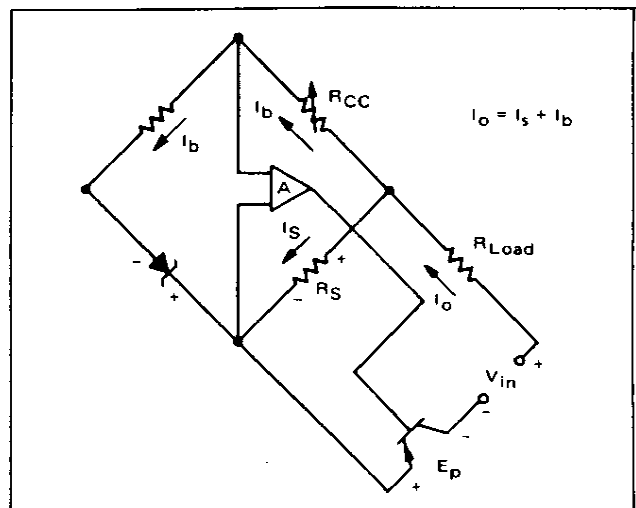 R_CC
I_b
I_o = I_s + I_b
I_b
A
I_S
+
R_Load
-
+
-
R_S
I_o
+
V_in
-
-
E_p
+